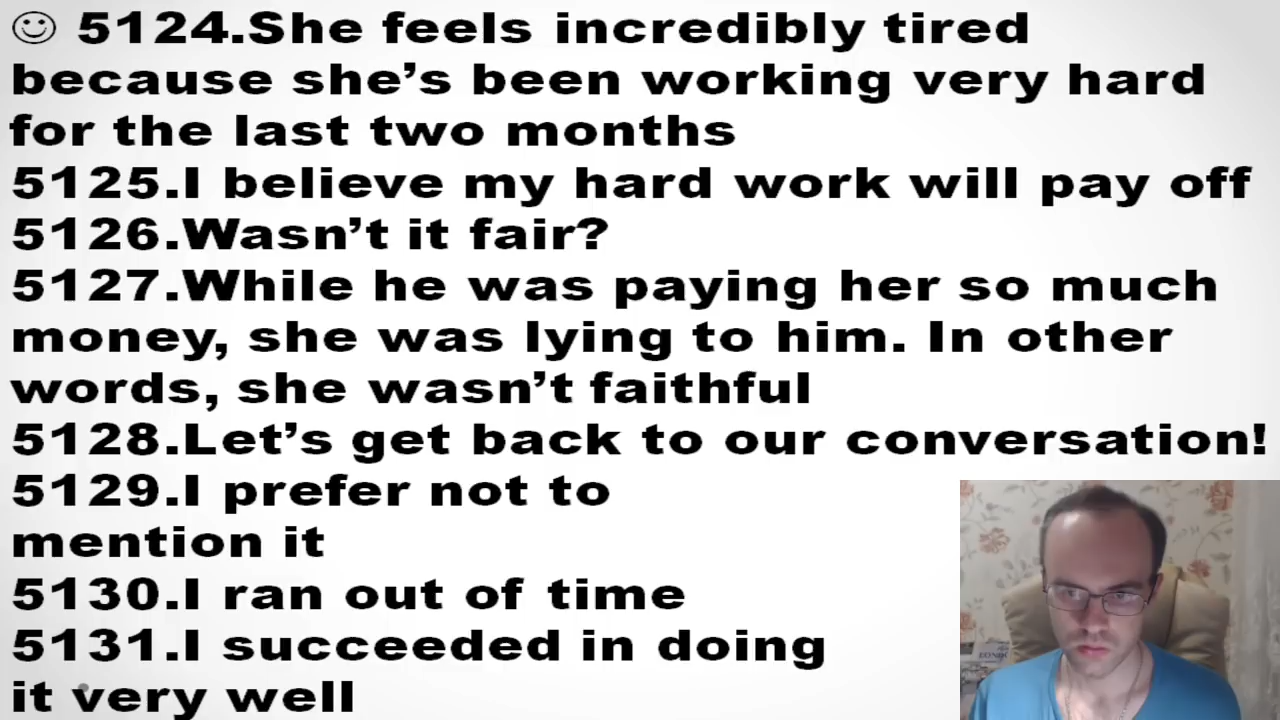 ☺ 5124.She feels incredibly tired
because she’s been working very hard
for the last two months
5125.I believe my hard work will pay off
5126.Wasn’t it fair?
5127.While he was paying her so much
money, she was lying to him. In other
words, she wasn’t faithful
5128.Let’s get back to our conversation!
5129.I prefer not to
mention it
5130.I ran out of time
5131.I succeeded in doing
it very well